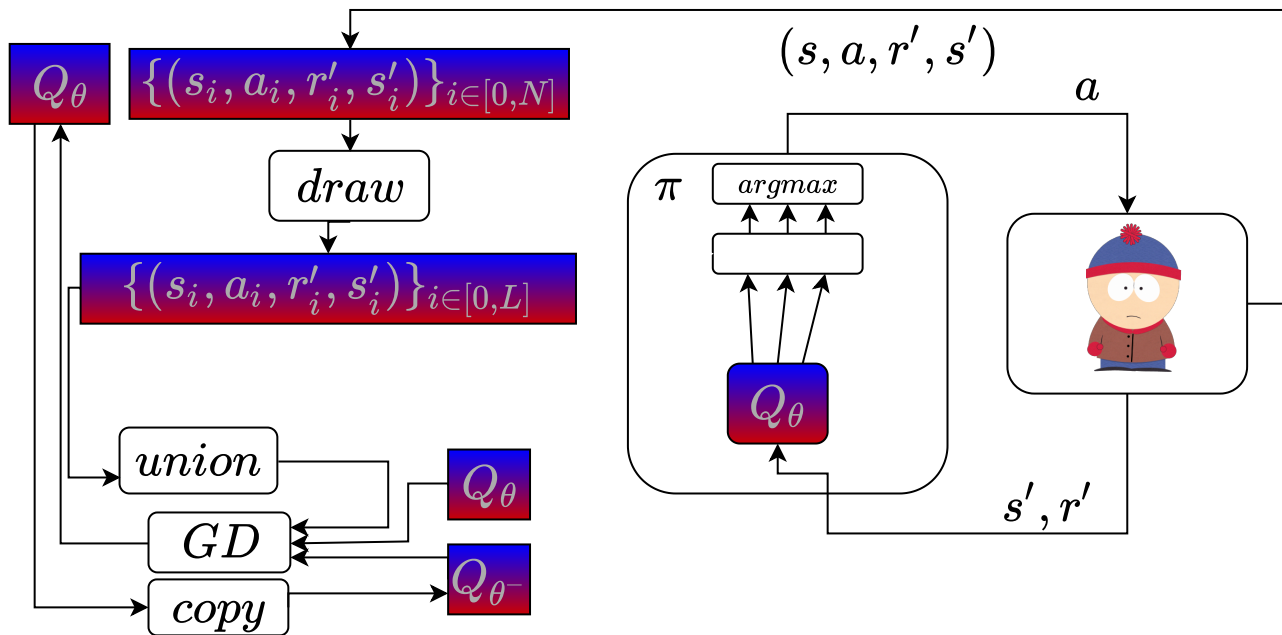 (s, a, r′, s′)
Q_θ
{(s_i, a_i, r′_i, s′_i)}_{i∈[0,N]}
a
draw
π
argmax
{(s_i, a_i, r′_i, s′_i)}_{i∈[0,L]}
Q_θ
union
Q_θ
s′, r′
GD
Q_{θ⁻}
copy